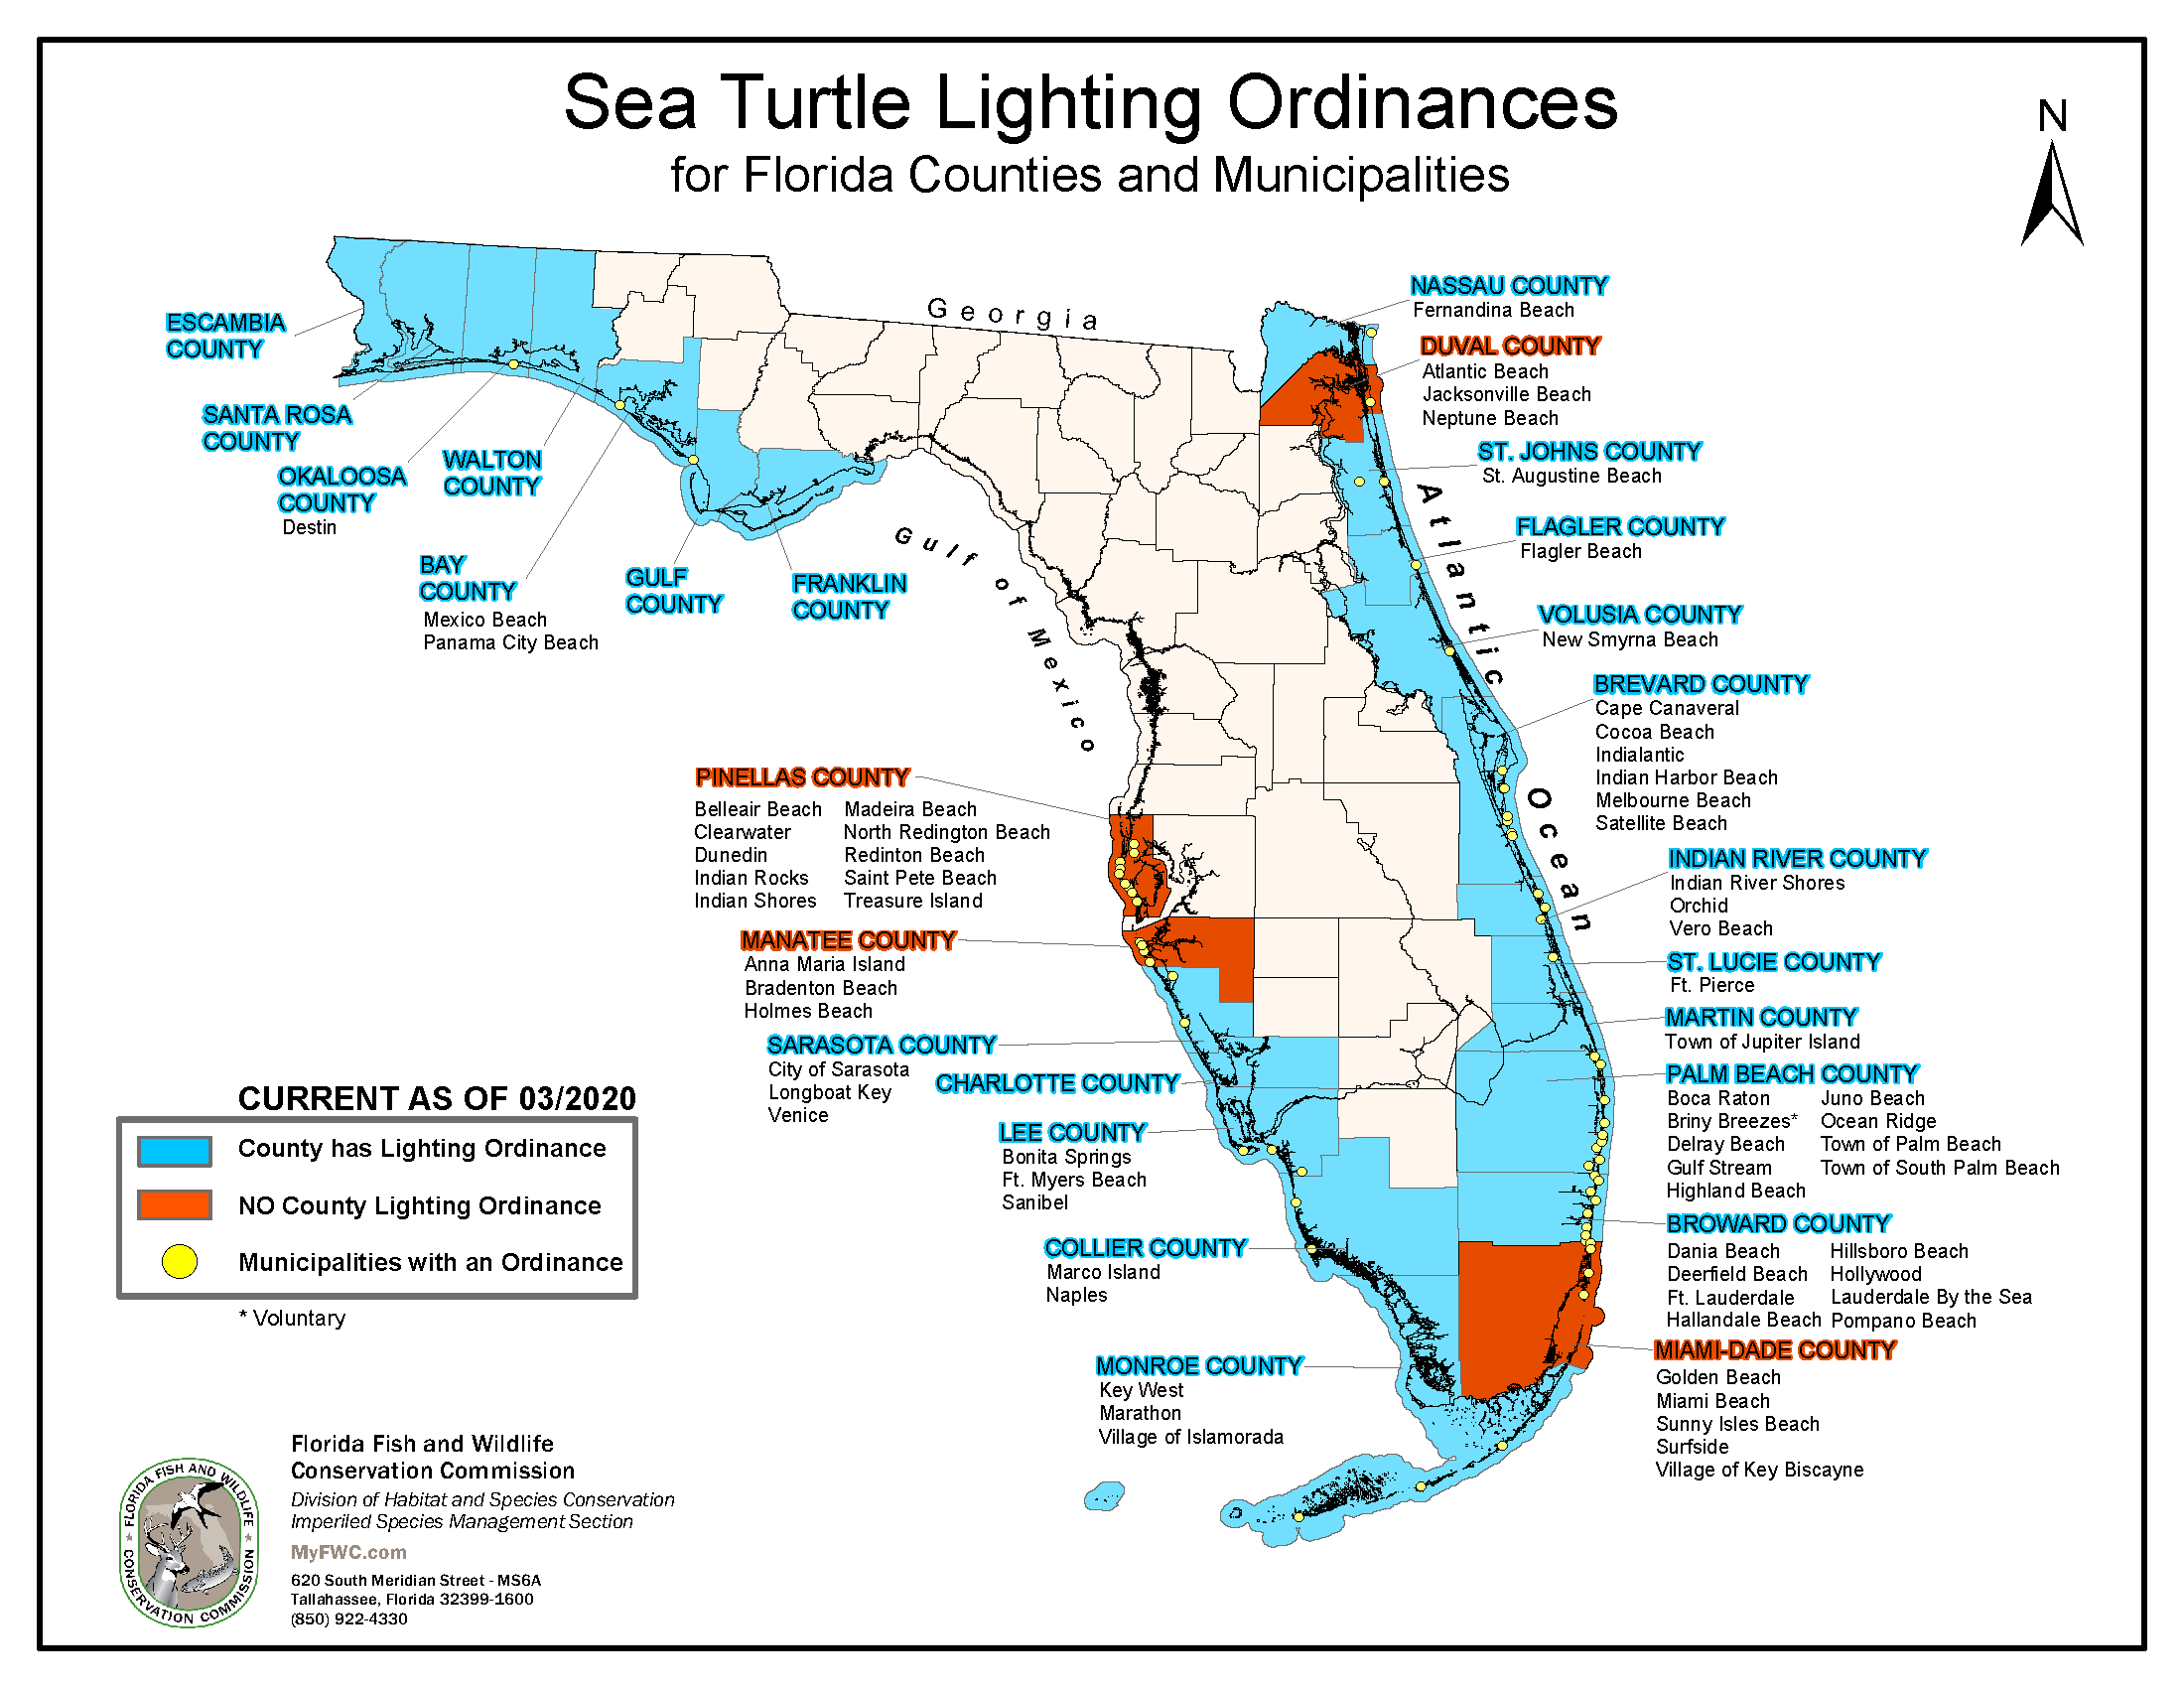 Sea Turtle Lighting Ordinances
for Florida Counties and Municipalities
N
Georgia
Gulf of Mexico
Atlantic Ocean
ESCAMBIA
COUNTY
SANTA ROSA
COUNTY
OKALOOSA
COUNTY
Destin
WALTON
COUNTY
BAY
COUNTY
Mexico Beach
Panama City Beach
GULF
COUNTY
FRANKLIN
COUNTY
NASSAU COUNTY
Fernandina Beach
DUVAL COUNTY
Atlantic Beach
Jacksonville Beach
Neptune Beach
ST. JOHNS COUNTY
St. Augustine Beach
FLAGLER COUNTY
Flagler Beach
VOLUSIA COUNTY
New Smyrna Beach
BREVARD COUNTY
Cape Canaveral
Cocoa Beach
Indialantic
Indian Harbor Beach
Melbourne Beach
Satellite Beach
INDIAN RIVER COUNTY
Indian River Shores
Orchid
Vero Beach
ST. LUCIE COUNTY
Ft. Pierce
MARTIN COUNTY
Town of Jupiter Island
PALM BEACH COUNTY
Boca Raton Juno Beach
Briny Breezes* Ocean Ridge
Delray Beach Town of Palm Beach
Gulf Stream Town of South Palm Beach
Highland Beach
BROWARD COUNTY
Dania Beach Hillsboro Beach
Deerfield Beach Hollywood
Ft. Lauderdale Lauderdale By the Sea
Hallandale Beach Pompano Beach
MIAMI-DADE COUNTY
Golden Beach
Miami Beach
Sunny Isles Beach
Surfside
Village of Key Biscayne
PINELLAS COUNTY
Belleair Beach Madeira Beach
Clearwater North Redington Beach
Dunedin Redinton Beach
Indian Rocks Saint Pete Beach
Indian Shores Treasure Island
MANATEE COUNTY
Anna Maria Island
Bradenton Beach
Holmes Beach
SARASOTA COUNTY
City of Sarasota
Longboat Key
Venice
CHARLOTTE COUNTY
LEE COUNTY
Bonita Springs
Ft. Myers Beach
Sanibel
COLLIER COUNTY
Marco Island
Naples
MONROE COUNTY
Key West
Marathon
Village of Islamorada
CURRENT AS OF 03/2020
County has Lighting Ordinance
NO County Lighting Ordinance
Municipalities with an Ordinance
* Voluntary
Florida Fish and Wildlife
Conservation Commission
Division of Habitat and Species Conservation
Imperiled Species Management Section
MyFWC.com
620 South Meridian Street - MS6A
Tallahassee, Florida 32399-1600
(850) 922-4330
FLORIDA FISH AND WILDLIFE
CONSERVATION COMMISSION